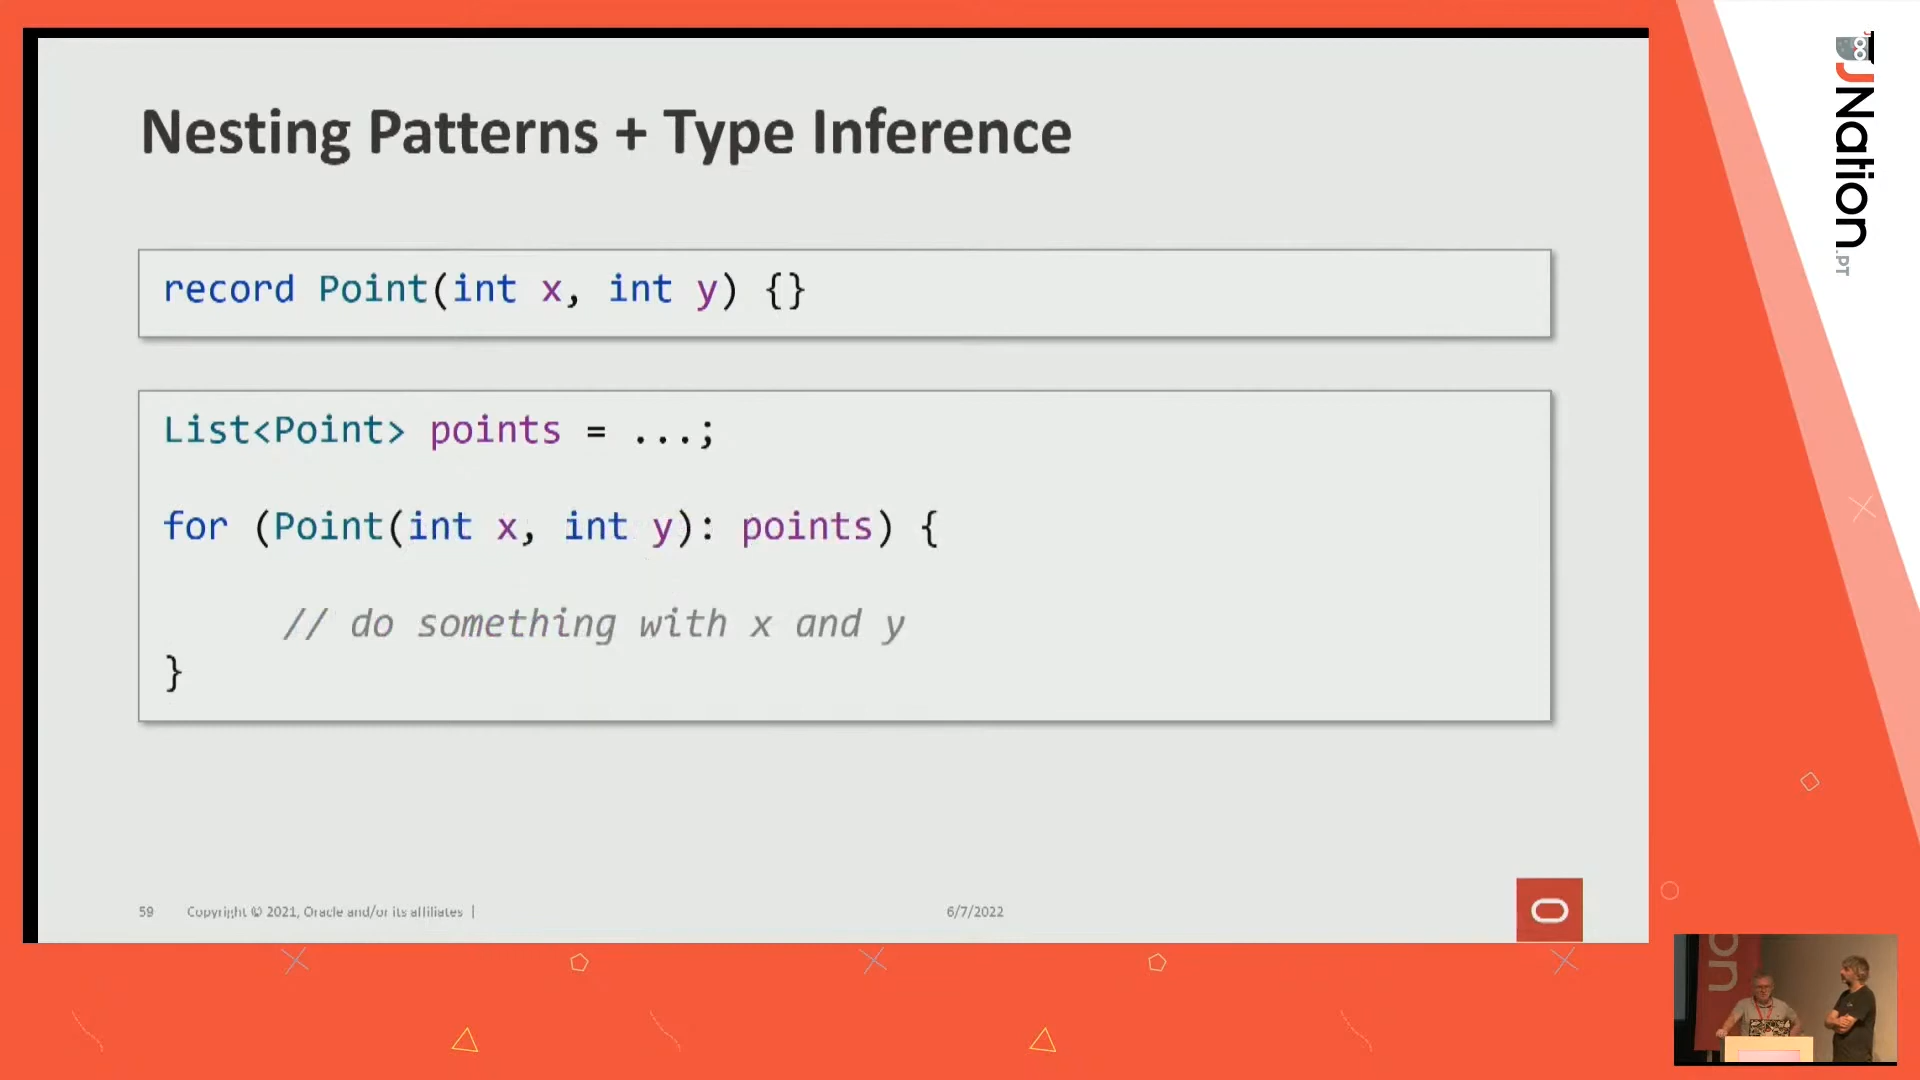 Nesting Patterns + Type Inference
record Point(int x, int y) {}
List<Point> points = ...;
for (Point(int x, int y): points) {
// do something with x and y
}
59 Copyright © 2021, Oracle and/or its affiliates | 6/7/2022
JNation.PT
on